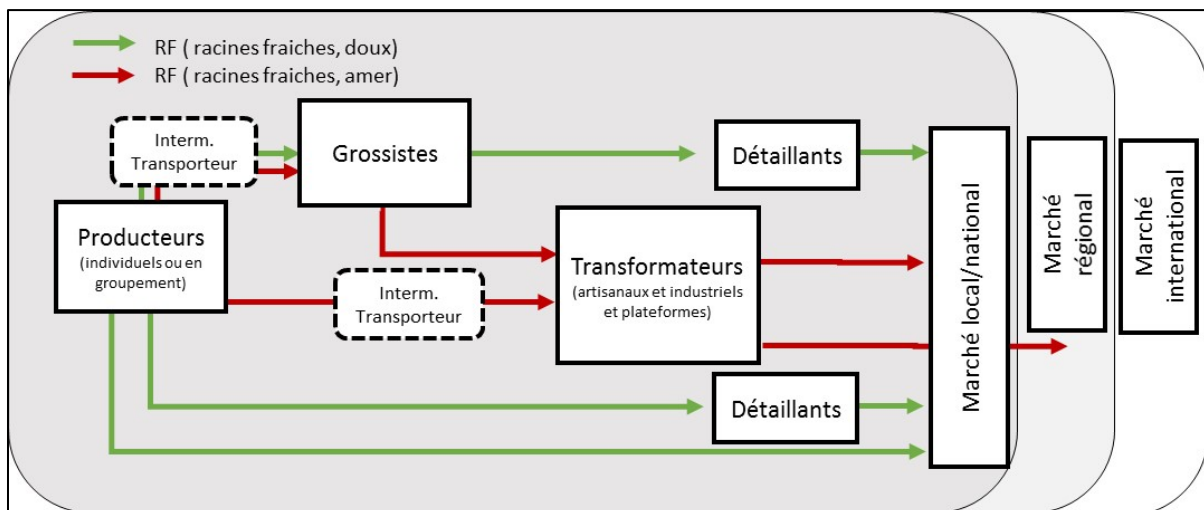 RF ( racines fraiches, doux)
RF ( racines fraiches, amer)
Interm.
Transporteur
Grossistes
Détaillants
Producteurs
(individuels ou en
groupement)
Transformateurs
(artisanaux et industriels
et plateformes)
Interm.
Transporteur
Détaillants
Marché local/national
Marché
régional
Marché
international